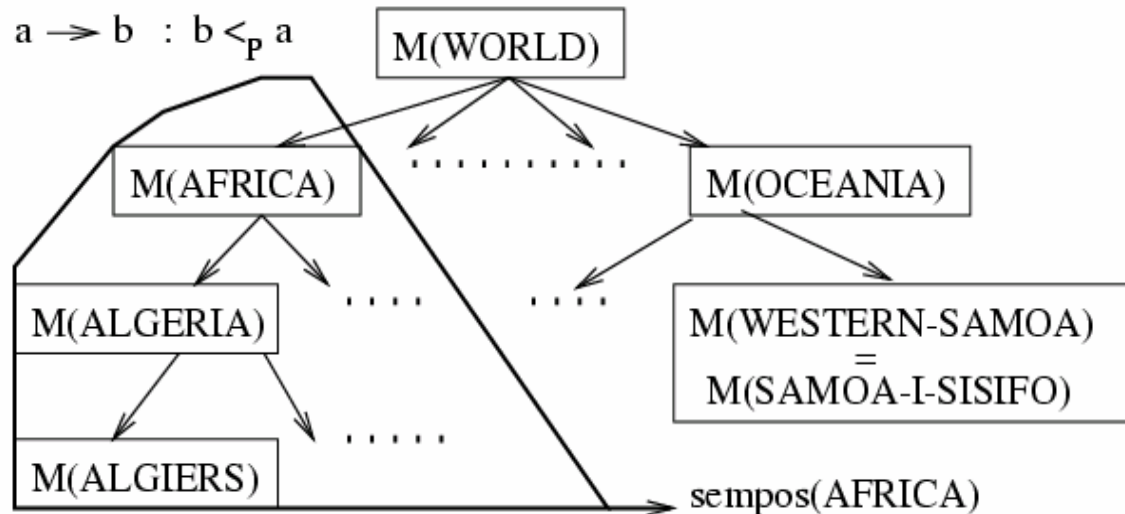 a → b : b <ₚ a
M(WORLD)
M(AFRICA)
M(OCEANIA)
M(ALGERIA)
M(WESTERN-SAMOA)
=
M(SAMOA-I-SISIFO)
M(ALGIERS)
sempos(AFRICA)